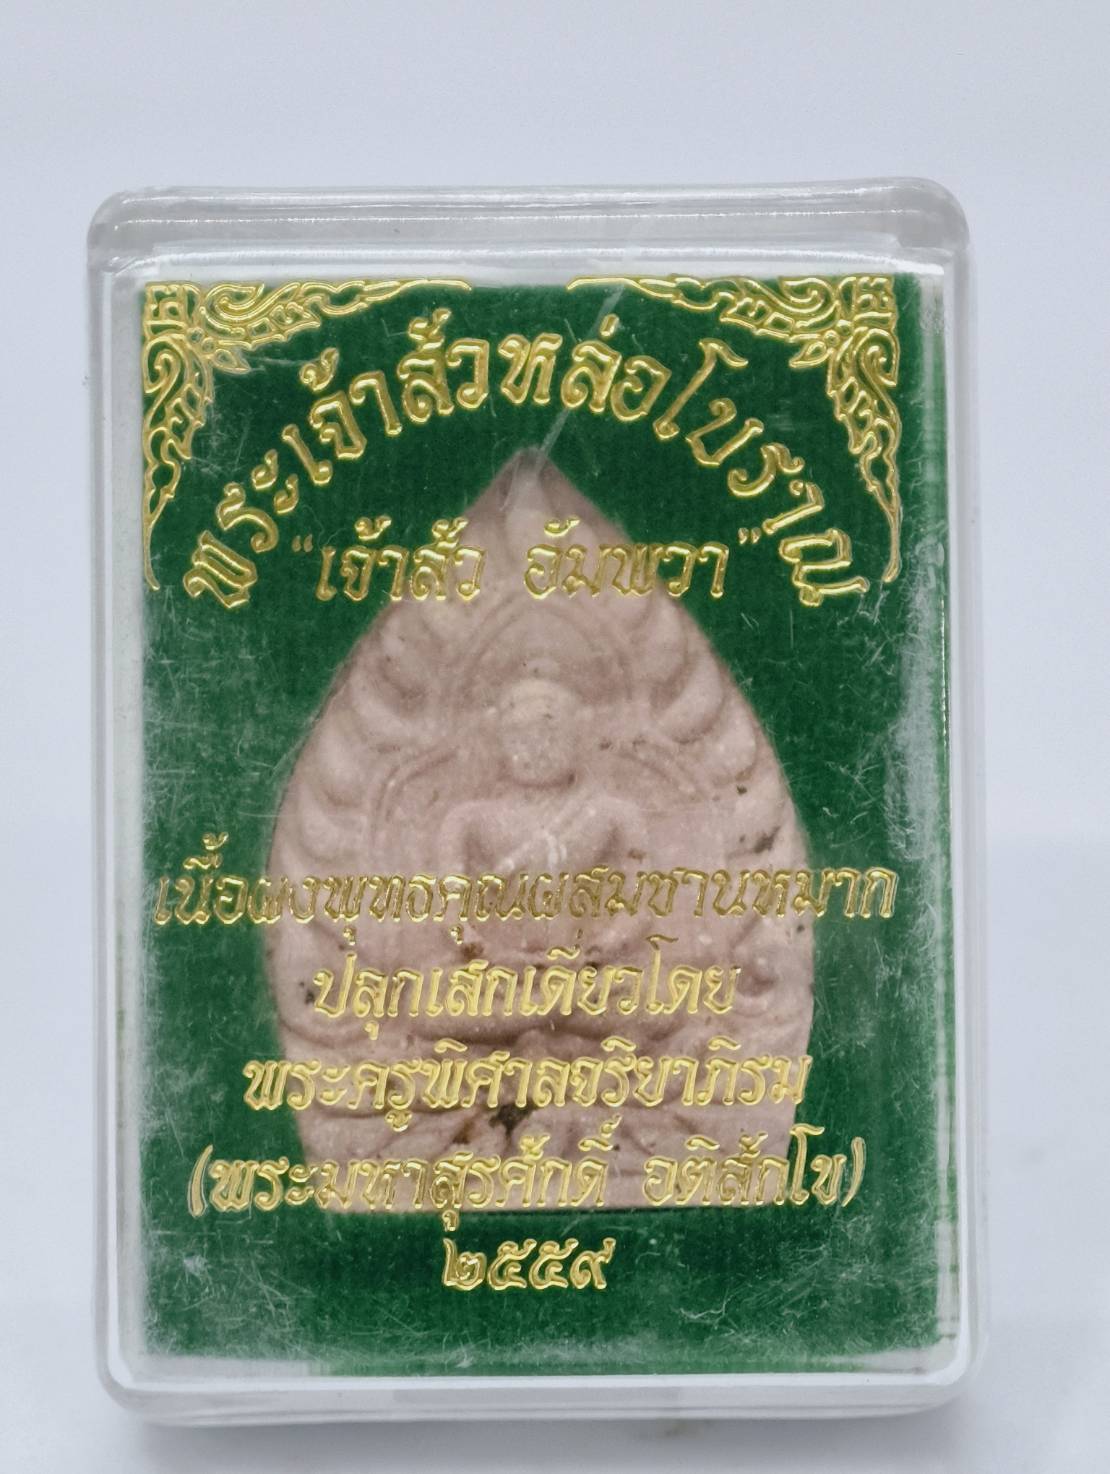 พระเจ้าสัวหล่อโบราณ
"เจ้าสัว อัมพวา"
เนื้อผงพุทธคุณผสมชานหมาก
ปลุกเสกเดี่ยวโดย
พระครูพิศาลจริยาภิรม
(พระมหาสุรศักดิ์ อติสักโข)
๒๕๕๙